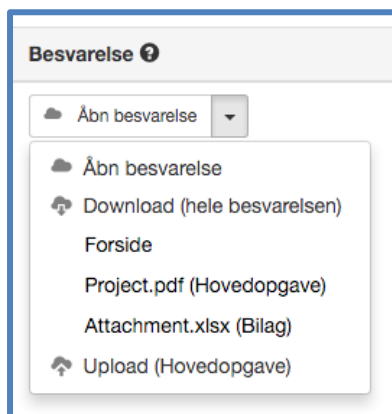 Besvarelse ?
Åbn besvarelse
Åbn besvarelse
Download (hele besvarelsen)
Forside
Project.pdf (Hovedopgave)
Attachment.xlsx (Bilag)
Upload (Hovedopgave)